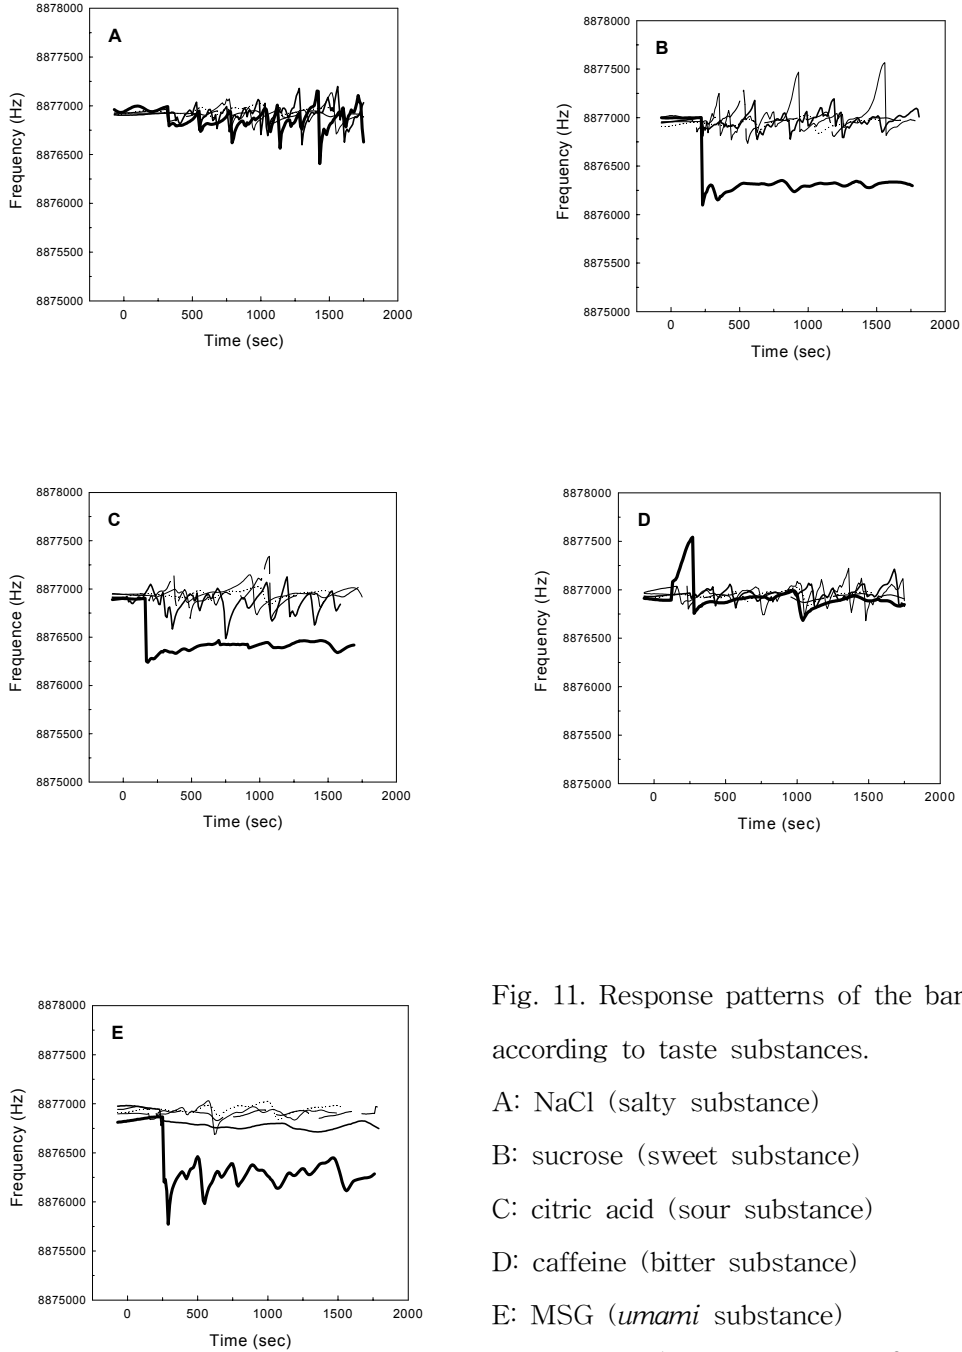 8878000
A
8877500
8877000
8876500
8876000
8875500
8875000
Frequency (Hz)
0 500 1000 1500 2000
Time (sec)
8878000
B
8877500
8877000
8876500
8876000
8875500
8875000
Frequency (Hz)
0 500 1000 1500 2000
Time (sec)
8878000
C
8877500
8877000
8876500
8876000
8875500
8875000
Frequence (Hz)
0 500 1000 1500 2000
Time (sec)
8878000
D
8877500
8877000
8876500
8876000
8875500
8875000
Frequency (Hz)
0 500 1000 1500 2000
Time (sec)
8878000
E
8877500
8877000
8876500
8876000
8875500
8875000
Frequency (Hz)
0 500 1000 1500 2000
Time (sec)
Fig. 11. Response patterns of the bar
according to taste substances.
A: NaCl (salty substance)
B: sucrose (sweet substance)
C: citric acid (sour substance)
D: caffeine (bitter substance)
E: MSG (umami substance)